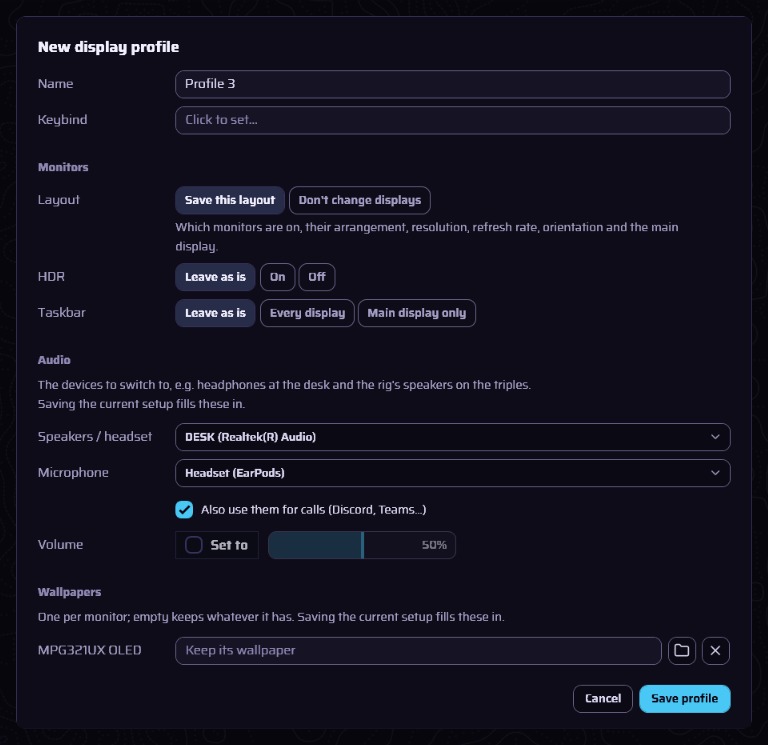 New display profile
Name
Profile 3
Keybind
Click to set...
Monitors
Layout
Save this layout
Don't change displays
Which monitors are on, their arrangement, resolution, refresh rate, orientation and the main
display.
HDR
Leave as is
On
Off
Taskbar
Leave as is
Every display
Main display only
Audio
The devices to switch to, e.g. headphones at the desk and the rig's speakers on the triples.
Saving the current setup fills these in.
Speakers / headset
DESK (Realtek(R) Audio)
Microphone
Headset (EarPods)
Also use them for calls (Discord, Teams...)
Volume
Set to
50%
Wallpapers
One per monitor; empty keeps whatever it has. Saving the current setup fills these in.
MPG321UX OLED
Keep its wallpaper
Cancel
Save profile